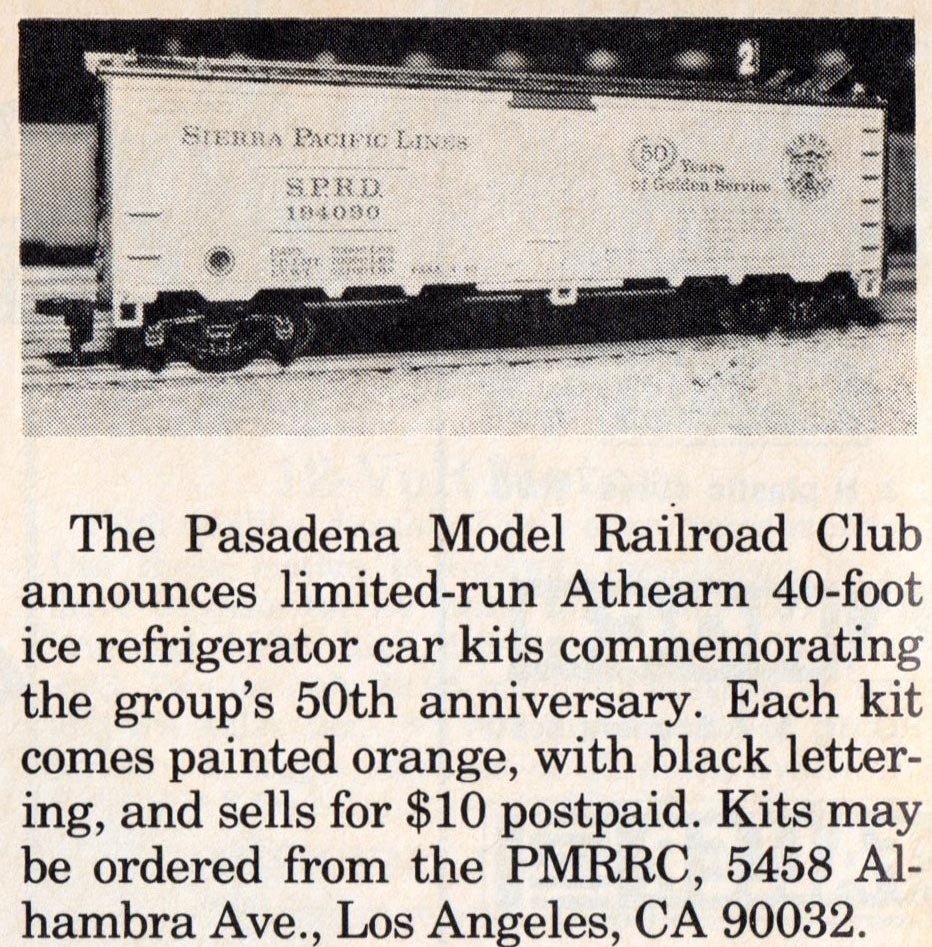 2
SIERRA PACIFIC LINES
S.P.R.D.
194090
50 Years
of Golden Service
The Pasadena Model Railroad Club
announces limited-run Athearn 40-foot
ice refrigerator car kits commemorating
the group's 50th anniversary. Each kit
comes painted orange, with black letter-
ing, and sells for $10 postpaid. Kits may
be ordered from the PMRRC, 5458 Al-
hambra Ave., Los Angeles, CA 90032.